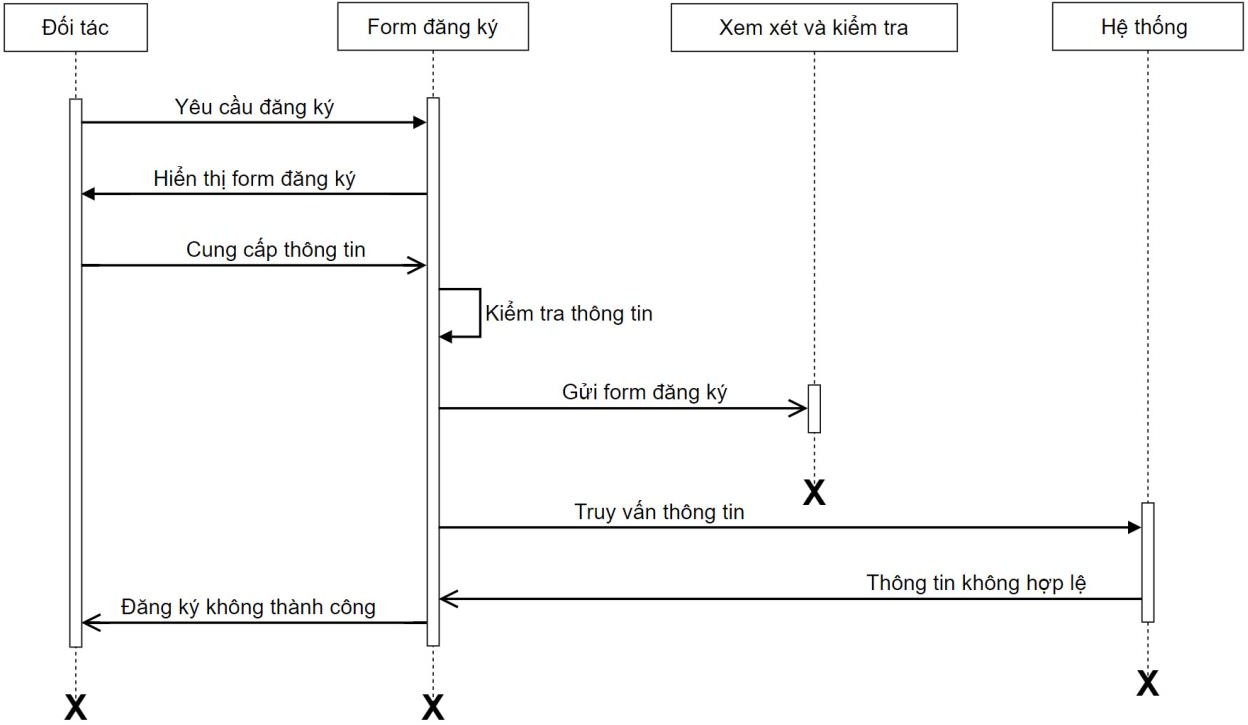 Đối tác
Form đăng ký
Xem xét và kiểm tra
Hệ thống
Yêu cầu đăng ký
Hiển thị form đăng ký
Cung cấp thông tin
Kiểm tra thông tin
Gửi form đăng ký
X
Truy vấn thông tin
Thông tin không hợp lệ
Đăng ký không thành công
X
X
X